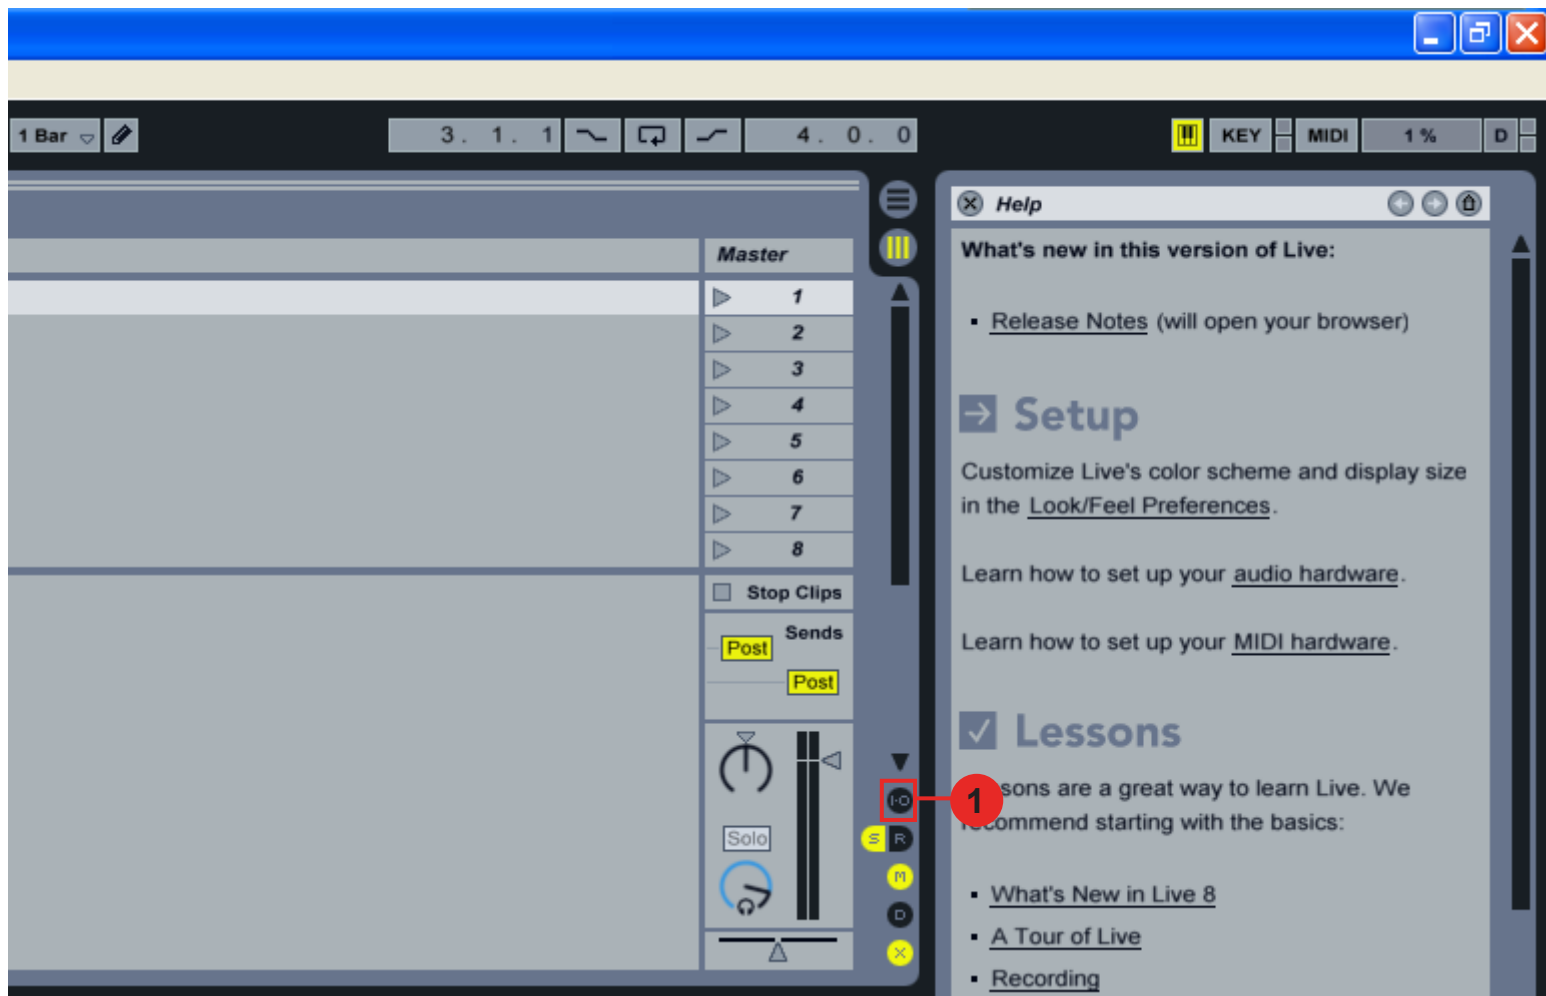 1 Bar
3. 1. 1
4. 0. 0
KEY
MIDI
1 %
D
Master
1
2
3
4
5
6
7
8
Stop Clips
Sends
Post
Post
Solo
I·O
S R
M
D
X
1
Help
What's new in this version of Live:
Release Notes (will open your browser)
Setup
Customize Live's color scheme and display size
in the Look/Feel Preferences.
Learn how to set up your audio hardware.
Learn how to set up your MIDI hardware.
Lessons
sons are a great way to learn Live. We
recommend starting with the basics:
What's New in Live 8
A Tour of Live
Recording